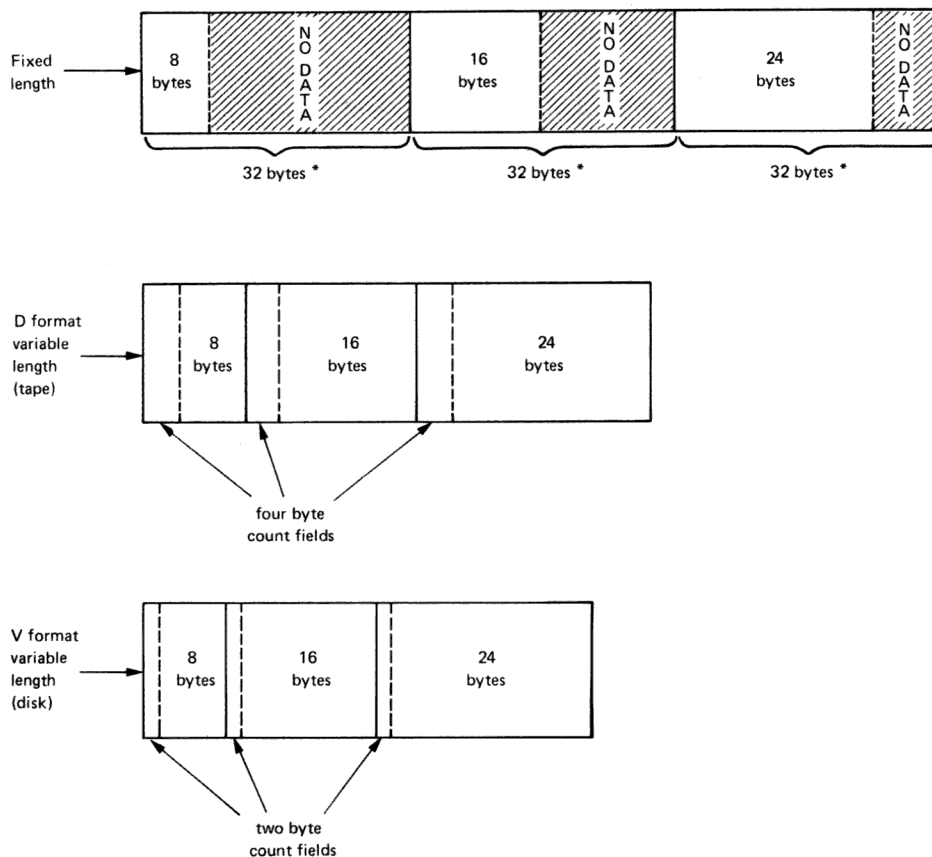 Fixed
length
8
bytes
NO DATA
16
bytes
NO DATA
24
bytes
NO DATA
32 bytes *
32 bytes *
32 bytes *
D format
variable
length
(tape)
8
bytes
16
bytes
24
bytes
four byte
count fields
V format
variable
length
(disk)
8
bytes
16
bytes
24
bytes
two byte
count fields